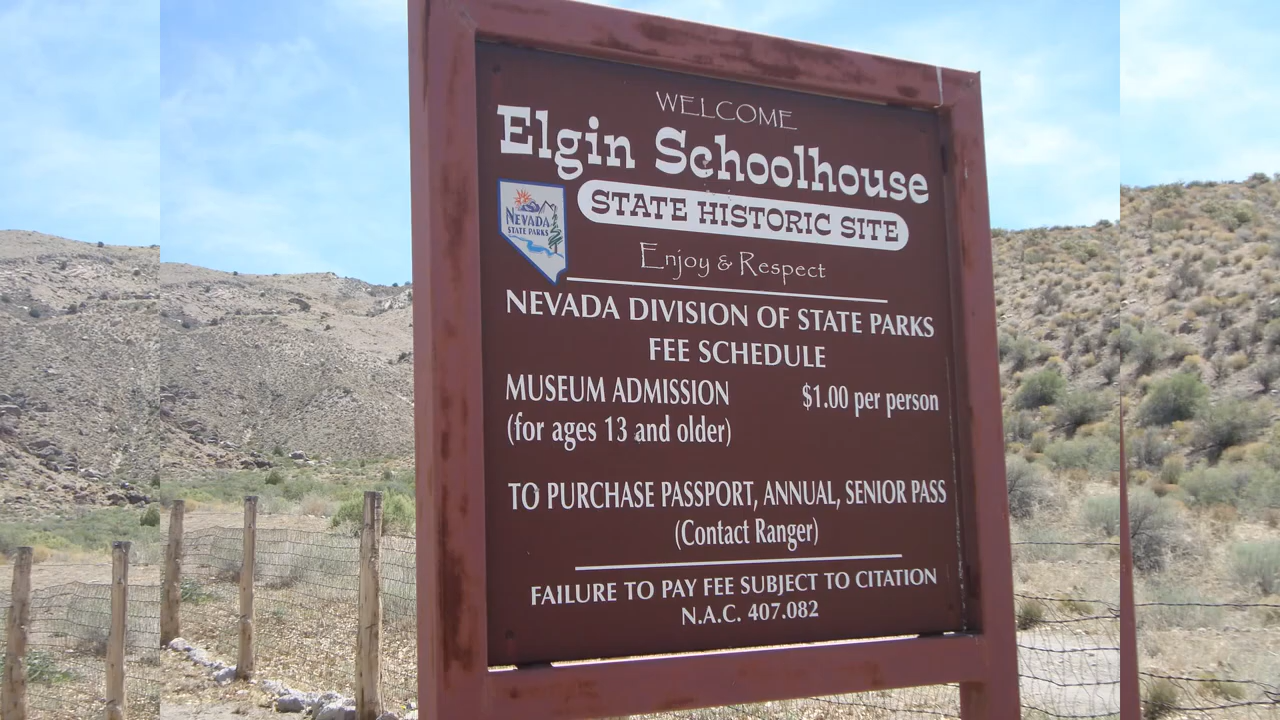 WELCOME
Elgin Schoolhouse
STATE HISTORIC SITE
NEVADA
STATE PARKS
Enjoy & Respect
NEVADA DIVISION OF STATE PARKS
FEE SCHEDULE
MUSEUM ADMISSION $1.00 per person
(for ages 13 and older)
TO PURCHASE PASSPORT, ANNUAL, SENIOR PASS
(Contact Ranger)
FAILURE TO PAY FEE SUBJECT TO CITATION
N.A.C. 407.082